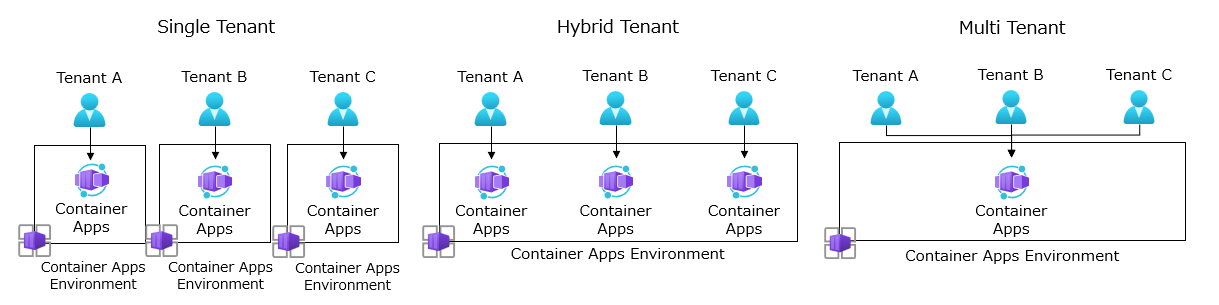 Single Tenant
Hybrid Tenant
Multi Tenant
Tenant A
Tenant B
Tenant C
Tenant A
Tenant B
Tenant C
Tenant A
Tenant B
Tenant C
Container
Apps
Container
Apps
Container
Apps
Container
Apps
Container
Apps
Container
Apps
Container
Apps
Container Apps
Environment
Container Apps
Environment
Container Apps
Environment
Container Apps Environment
Container Apps Environment